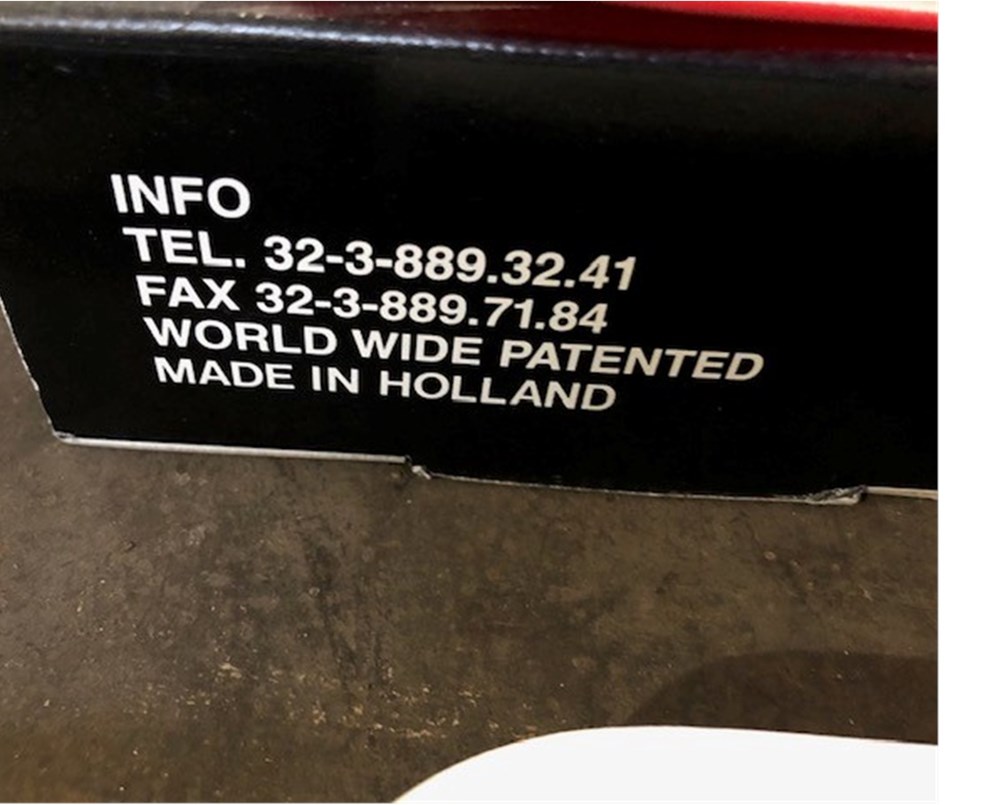 INFO
TEL. 32-3-889.32.41
FAX 32-3-889.71.84
WORLD WIDE PATENTED
MADE IN HOLLAND